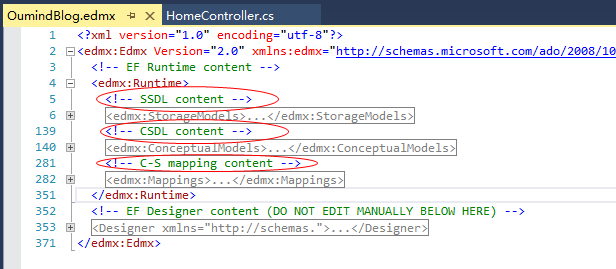 OumindBlog.edmx HomeController.cs
1 <?xml version="1.0" encoding="utf-8"?>
2 <edmx:Edmx Version="2.0" xmlns:edmx="http://schemas.microsoft.com/ado/2008/10
3 <!-- EF Runtime content -->
4 <edmx:Runtime>
5 <!-- SSDL content -->
6 <edmx:StorageModels>...</edmx:StorageModels>
139 <!-- CSDL content -->
140 <edmx:ConceptualModels>...</edmx:ConceptualModels>
281 <!-- C-S mapping content -->
282 <edmx:Mappings>...</edmx:Mappings>
351 </edmx:Runtime>
352 <!-- EF Designer content (DO NOT EDIT MANUALLY BELOW HERE) -->
353 <Designer xmlns="http://schemas.">...</Designer>
371 </edmx:Edmx>